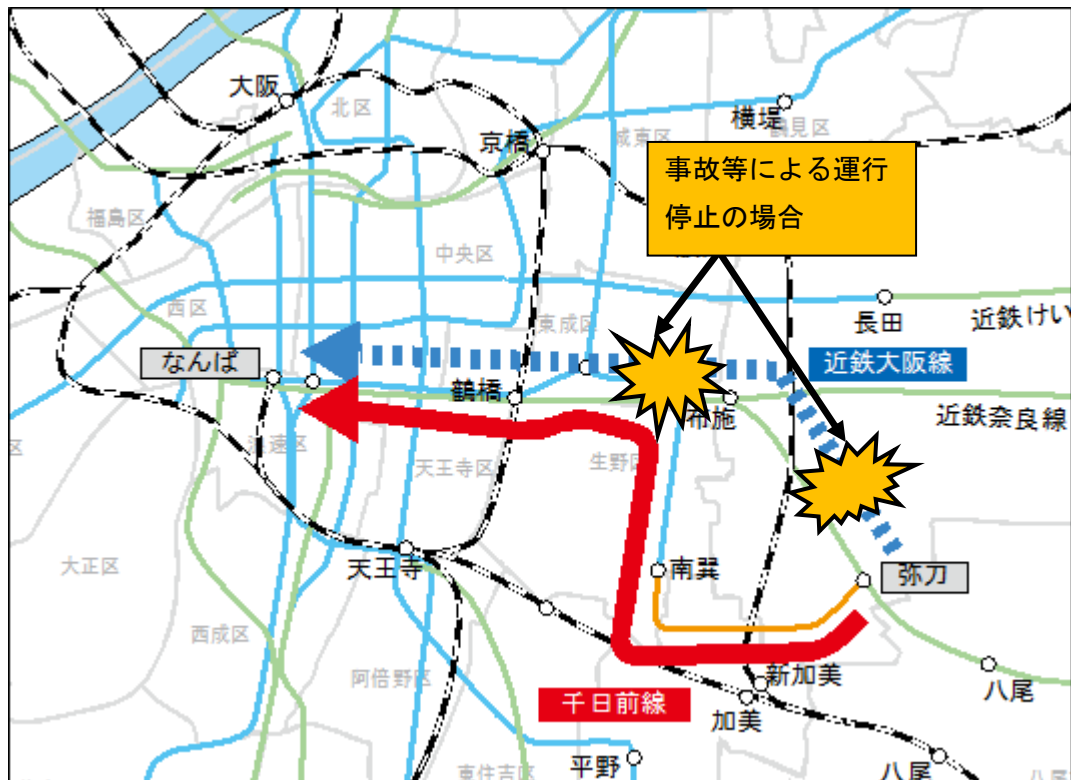 大阪
北区
京橋
城東区
横堤
鶴見区
事故等による運行
停止の場合
福島区
中央区
西区
東成区
長田
近鉄けい
なんば
近鉄大阪線
鶴橋
布施
近鉄奈良線
浪速区
天王寺区
生野区
区
大正区
天王寺
南巽
弥刀
西成区
阿倍野区
新加美
八尾
千日前線
加美
東住吉区
平野
八尾